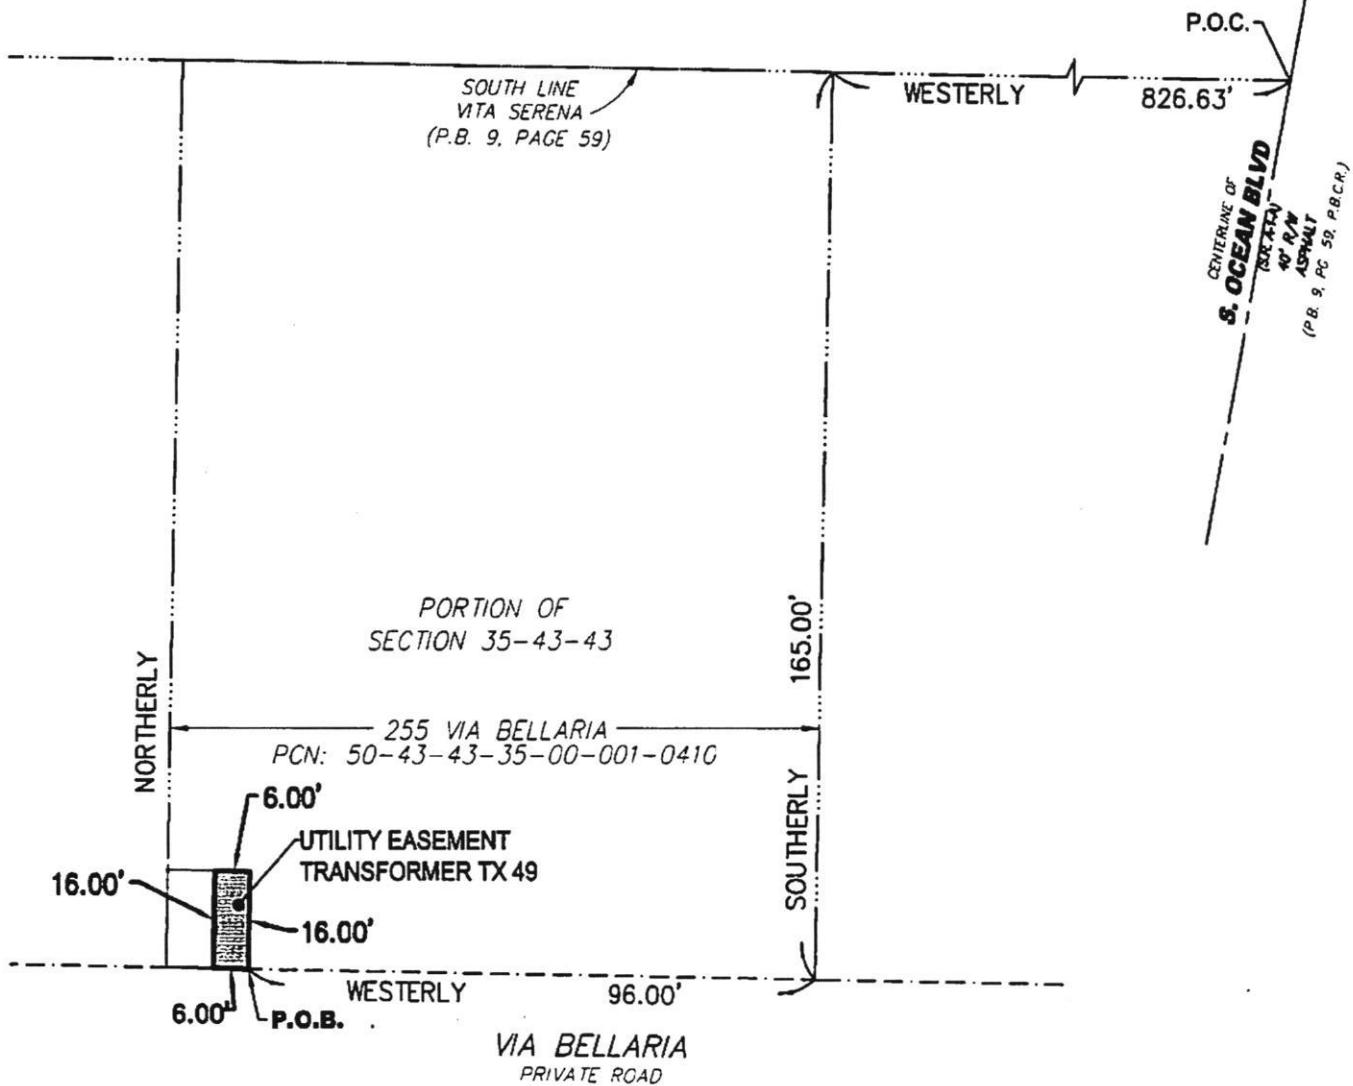 P.O.C.
SOUTH LINE
VITA SERENA
(P.B. 9, PAGE 59)
WESTERLY
826.63'
CENTERLINE OF
S. OCEAN BLVD
(S.R. A-1-A)
40' R/W
ASPHALT
(P.B. 9, PG 59, P.B.C.R.)
PORTION OF
SECTION 35-43-43
165.00'
NORTHERLY
255 VIA BELLARIA
PCN: 50-43-43-35-00-001-0410
SOUTHERLY
6.00'
UTILITY EASEMENT
TRANSFORMER TX 49
16.00'
16.00'
WESTERLY
96.00'
6.00'
P.O.B.
VIA BELLARIA
PRIVATE ROAD